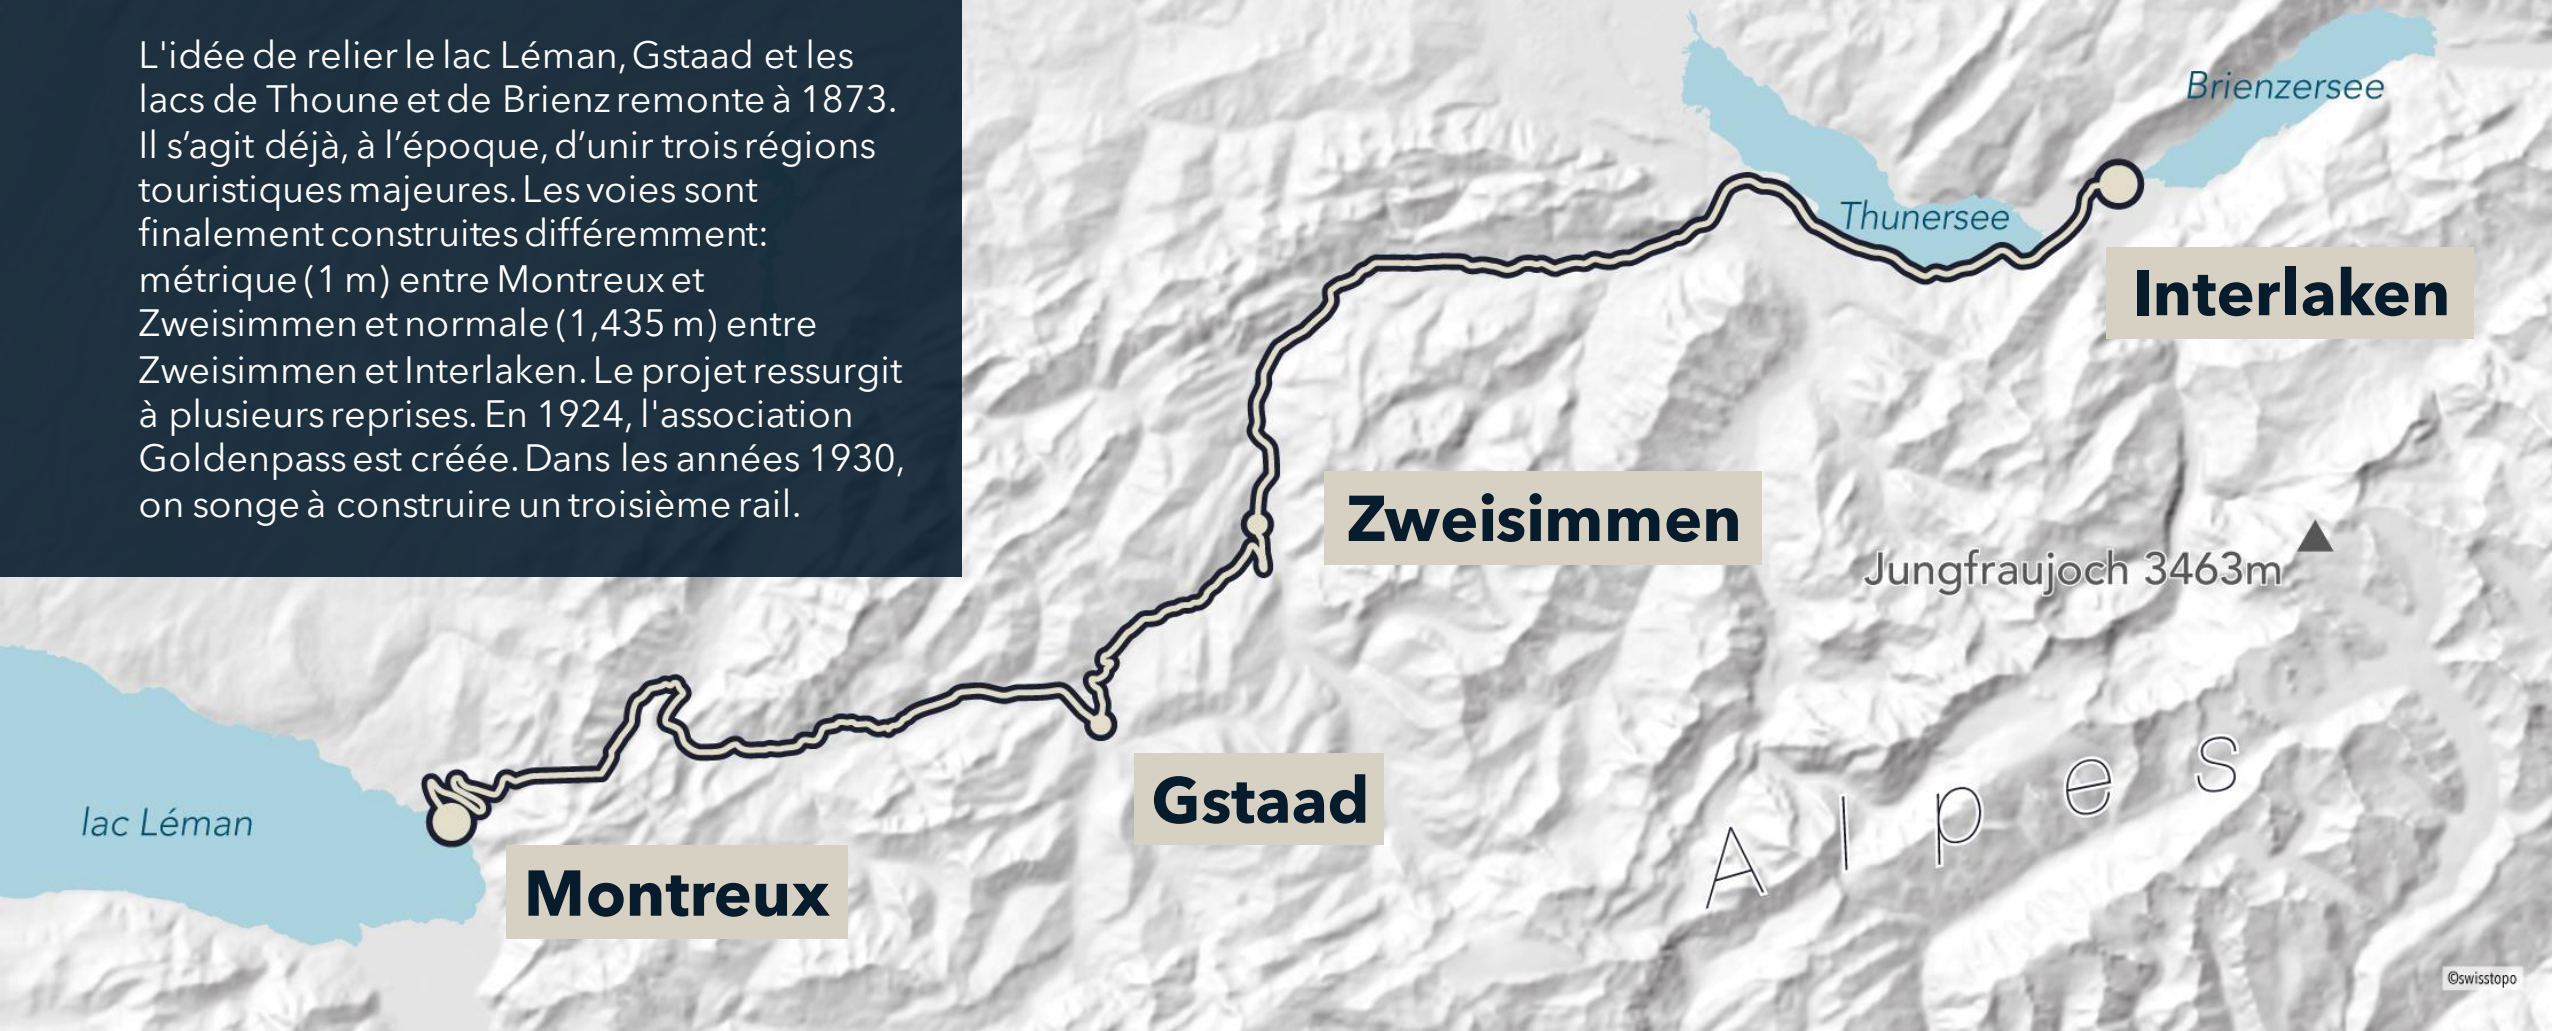 L'idée de relier le lac Léman, Gstaad et les
lacs de Thoune et de Brienz remonte à 1873.
Il s’agit déjà, à l’époque, d’unir trois régions
touristiques majeures. Les voies sont
finalement construites différemment:
métrique (1 m) entre Montreux et
Zweisimmen et normale (1,435 m) entre
Zweisimmen et Interlaken. Le projet ressurgit
à plusieurs reprises. En 1924, l'association
Goldenpass est créée. Dans les années 1930,
on songe à construire un troisième rail.
Brienzersee
Thunersee
Interlaken
Zweisimmen
Jungfraujoch 3463m
Gstaad
Alpes
lac Léman
Montreux
©swisstopo